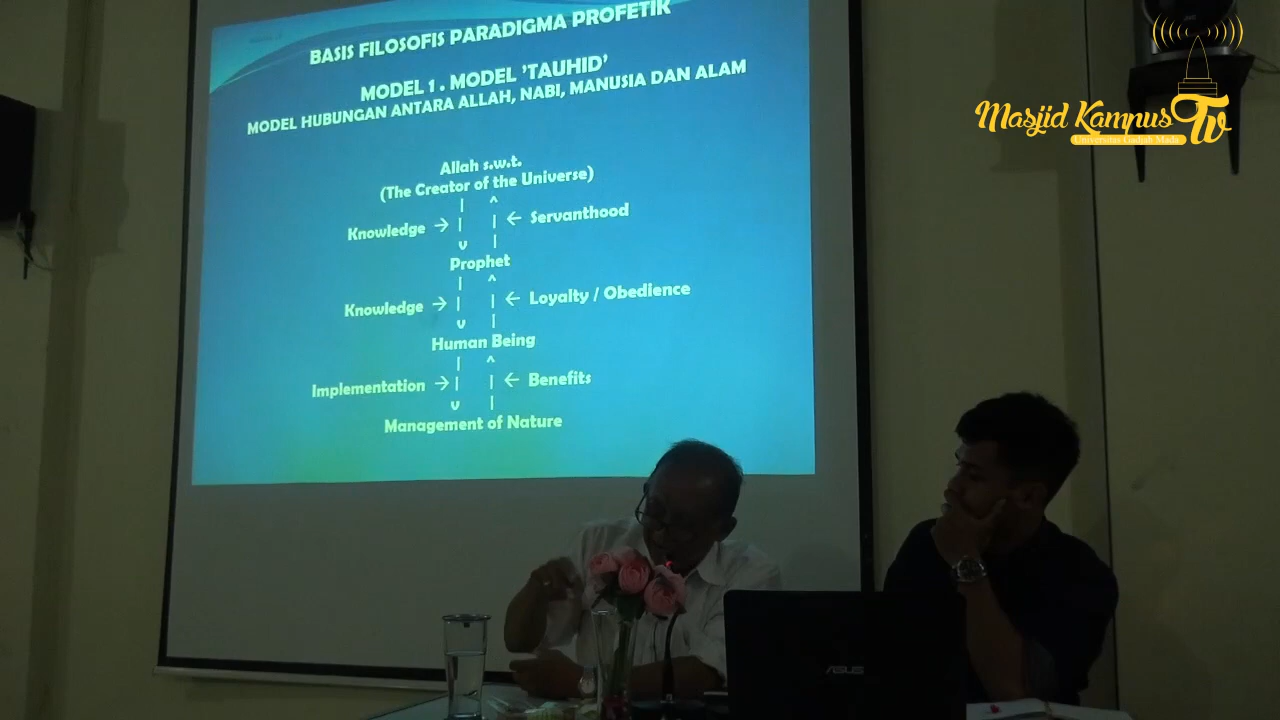 BASIS FILOSOFIS PARADIGMA PROFETIK
MODEL 1 . MODEL 'TAUHID'
MODEL HUBUNGAN ANTARA ALLAH, NABI, MANUSIA DAN ALAM
Allah s.w.t.
(The Creator of the Universe)
Knowledge → ← Servanthood
Prophet
Knowledge → ← Loyalty / Obedience
Human Being
Implementation → ← Benefits
Management of Nature
Masjid Kampus Tv
Universitas Gadjah Mada
JVC
ASUS